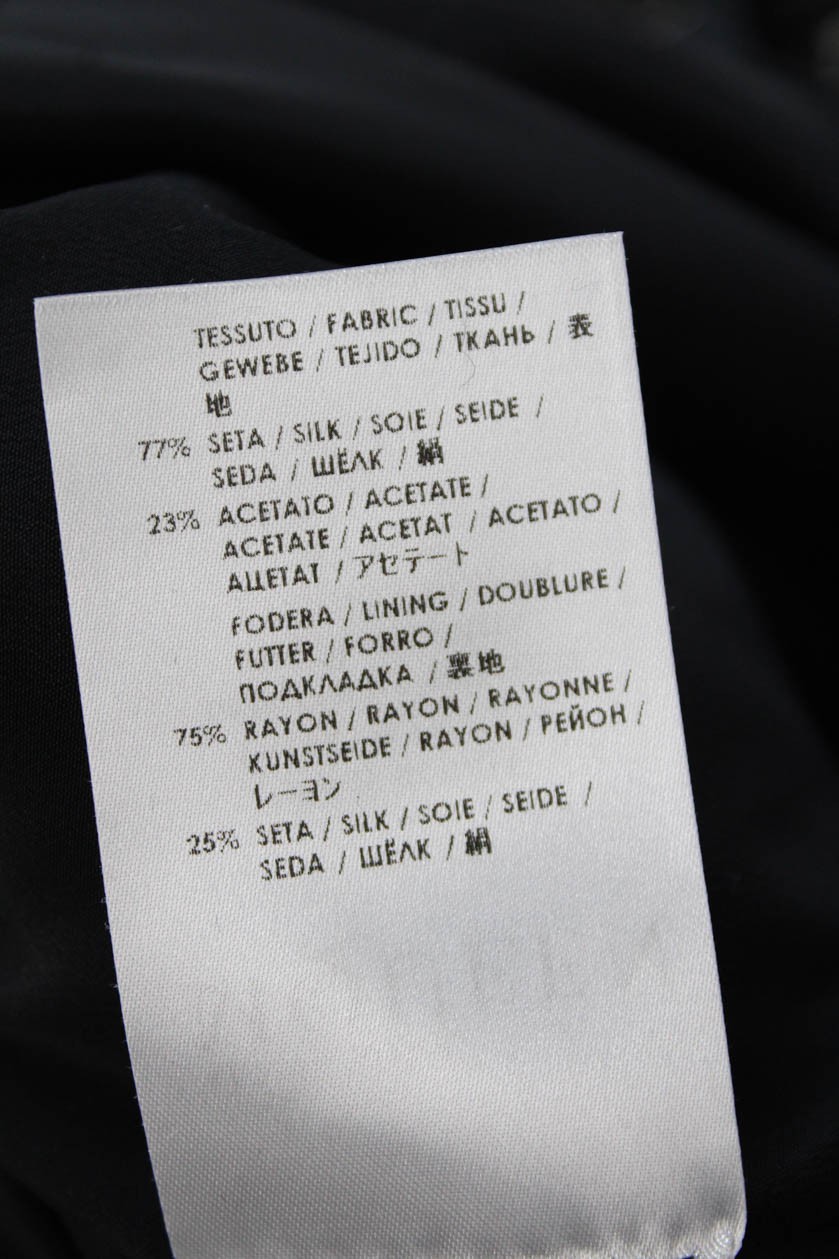 TESSUTO / FABRIC / TISSU /
GEWEBE / TEJIDO / ТКАНЬ / 表
地
77% SETA / SILK / SOIE / SEIDE /
SEDA / ШЁЛК / 絹
23% ACETATO / ACETATE /
ACETATE / ACETAT / ACETATO /
АЦЕТАТ / アセテート
FODERA / LINING / DOUBLURE /
FUTTER / FORRO /
ПОДКЛАДКА / 裏地
75% RAYON / RAYON / RAYONNE /
KUNSTSEIDE / RAYON / РЕЙОН /
レーヨン
25% SETA / SILK / SOIE / SEIDE /
SEDA / ШЁЛК / 絹